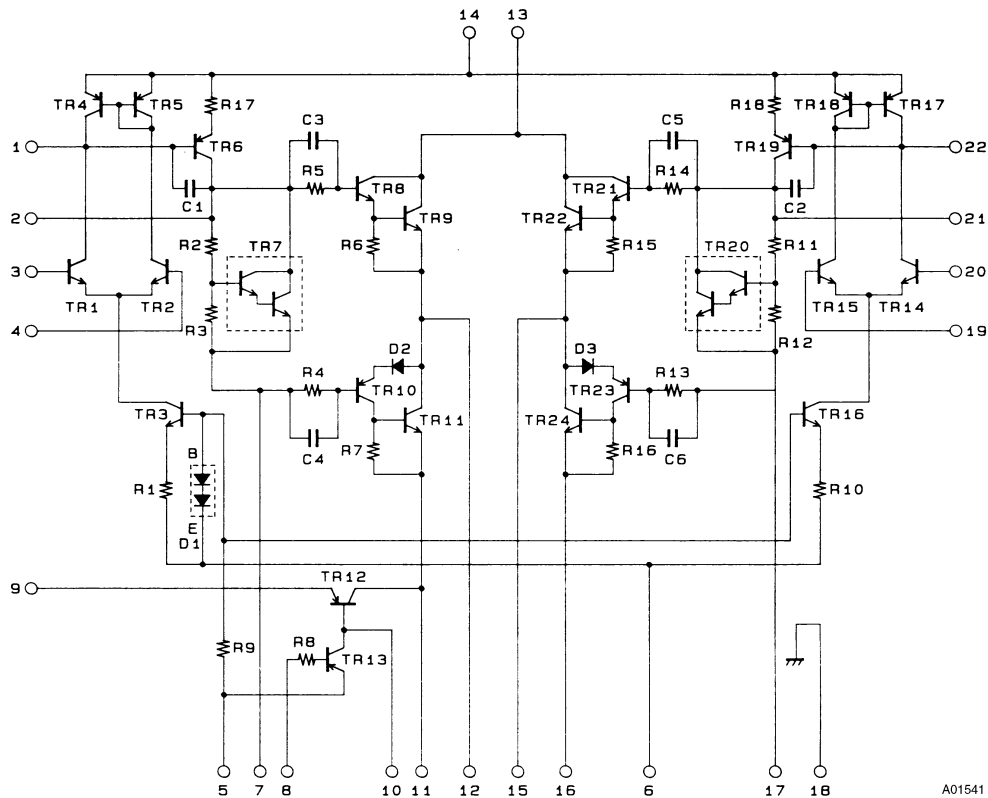 14 13
TR4 TR5 R17 R18 TR18 TR17
C3 C5
1 TR6 TR19 22
R5 R14
C1 TR8 TR21 C2
2 TR9 TR22 21
R2 TR7 R6 R15 TR20 R11
3 20
TR1 TR2 TR15 TR14
4 R3 R12 19
D2 D3
R4 TR10 TR23 R13
TR3 TR11 TR24 TR16
C4 R7 R16 C6
B
R1 R10
E
D1
9 TR12
R9 R8 TR13
5 7 8 10 11 12 15 16 6 17 18
A01541